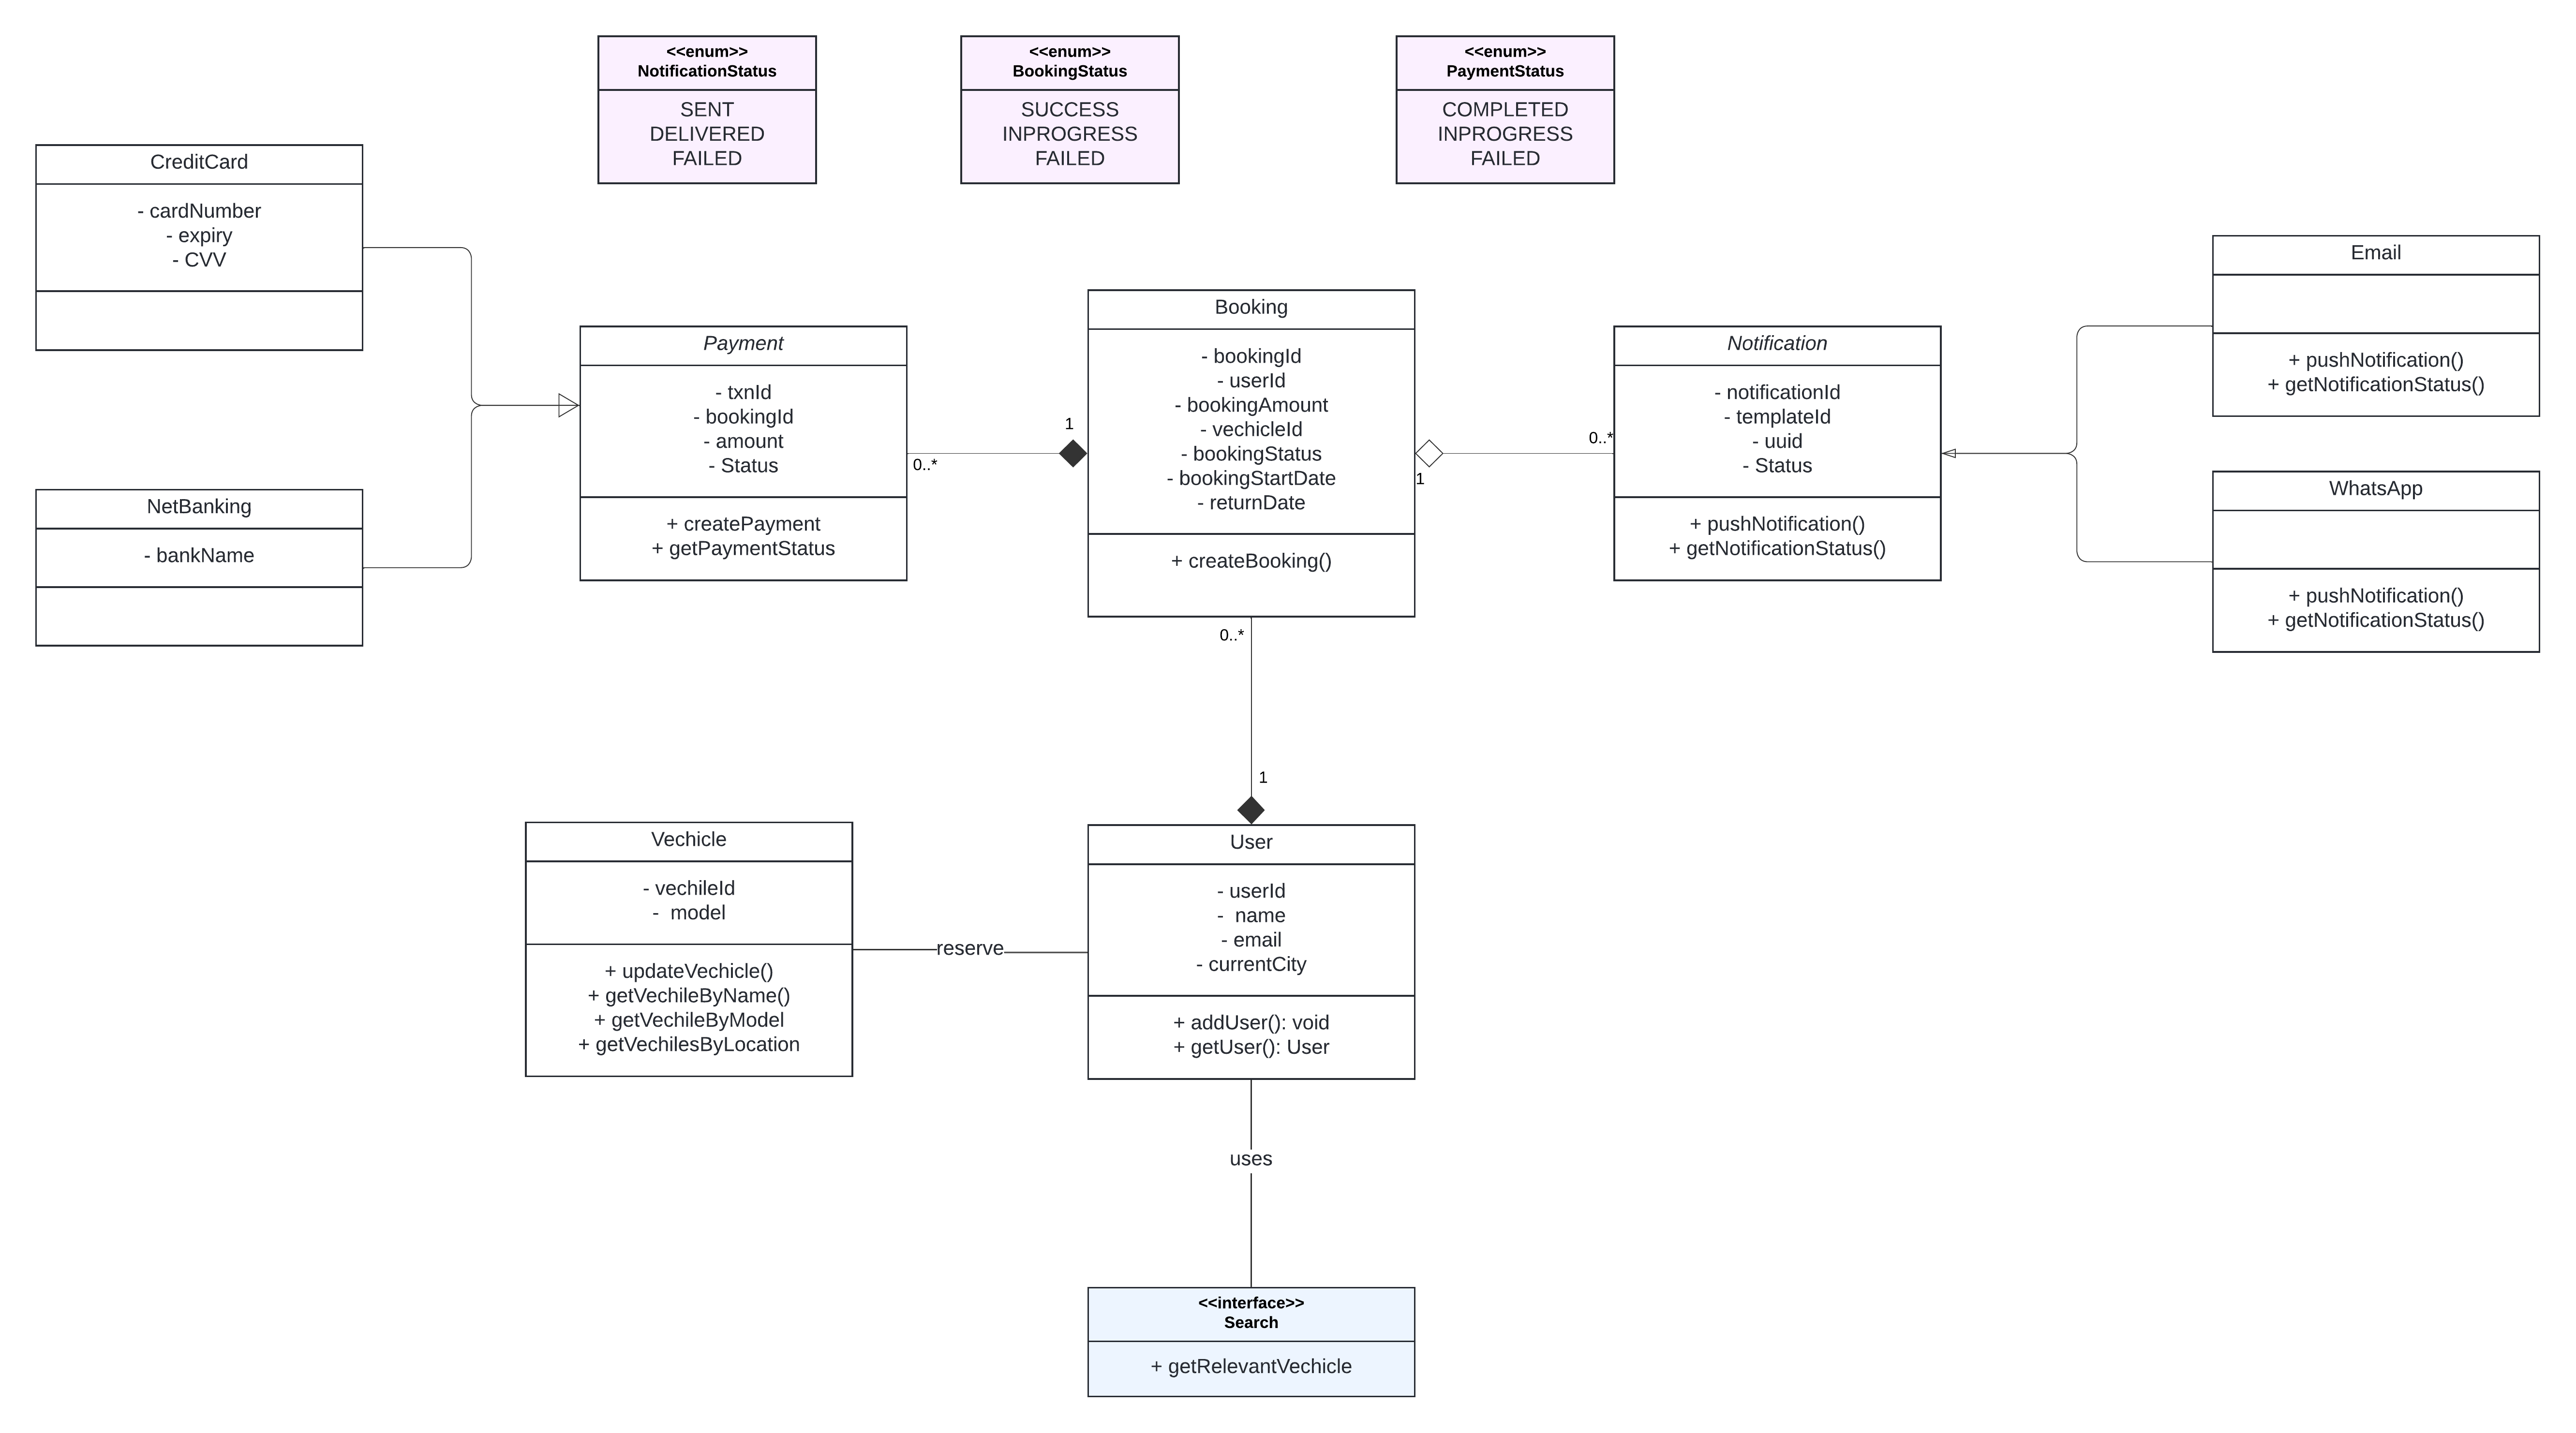 <<enum>>
NotificationStatus
SENT
DELIVERED
FAILED
<<enum>>
BookingStatus
SUCCESS
INPROGRESS
FAILED
<<enum>>
PaymentStatus
COMPLETED
INPROGRESS
FAILED
CreditCard
- cardNumber
- expiry
- CVV
NetBanking
- bankName
Payment
- txnId
- bookingId
- amount
- Status
+ createPayment
+ getPaymentStatus
0..*
1
Booking
- bookingId
- userId
- bookingAmount
- vechicleId
- bookingStatus
- bookingStartDate
- returnDate
+ createBooking()
1
0..*
Notification
- notificationId
- templateId
- uuid
- Status
+ pushNotification()
+ getNotificationStatus()
Email
+ pushNotification()
+ getNotificationStatus()
WhatsApp
+ pushNotification()
+ getNotificationStatus()
0..*
1
Vechicle
- vechileId
-  model
+ updateVechicle()
+ getVechileByName()
+ getVechileByModel
+ getVechilesByLocation
reserve
User
- userId
-  name
- email
- currentCity
+ addUser(): void
+ getUser(): User
uses
<<interface>>
Search
+ getRelevantVechicle